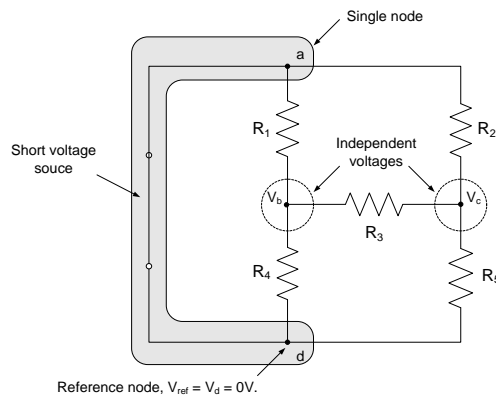 Single node
a
R1
R2
Short voltage
souce
Independent
voltages
Vb
Vc
R3
R4
R5
d
Reference node, Vref = Vd = 0V.